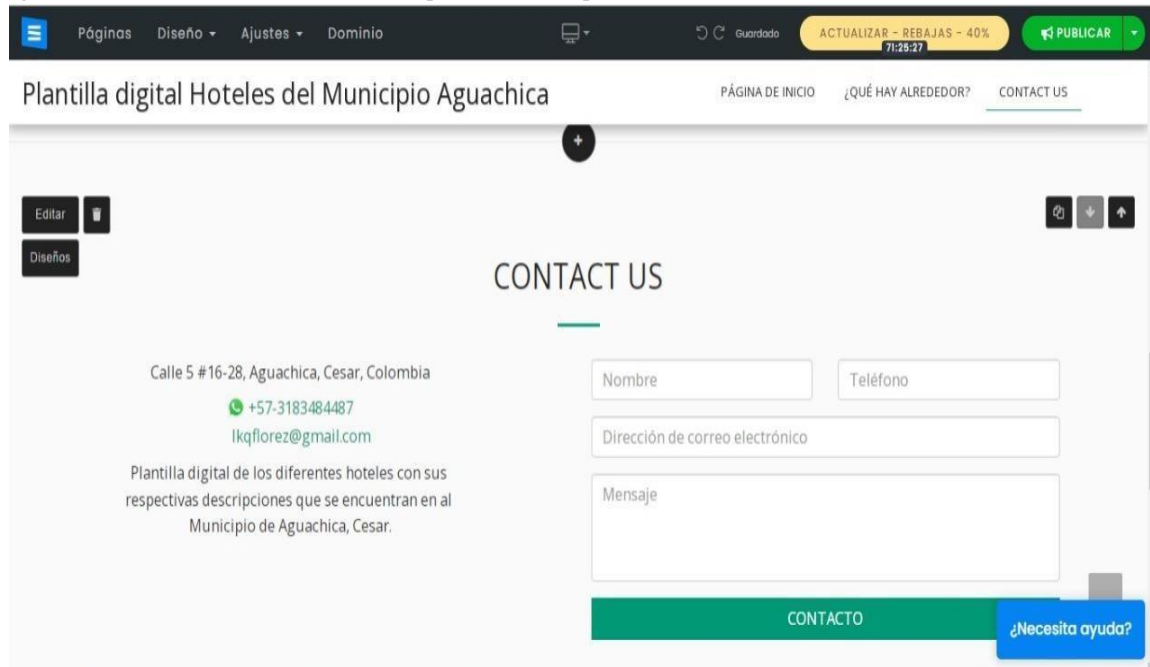 Páginas Diseño Ajustes Dominio Guardado ACTUALIZAR - REBAJAS - 40% PUBLICAR
71:25:27
Plantilla digital Hoteles del Municipio Aguachica PÁGINA DE INICIO ¿QUÉ HAY ALREDEDOR? CONTACT US
Editar
Diseños
CONTACT US
Calle 5 #16-28, Aguachica, Cesar, Colombia
+57-3183484487
lkqflorez@gmail.com
Plantilla digital de los diferentes hoteles con sus
respectivas descripciones que se encuentran en al
Municipio de Aguachica, Cesar.
Nombre Teléfono
Dirección de correo electrónico
Mensaje
CONTACTO
¿Necesita ayuda?